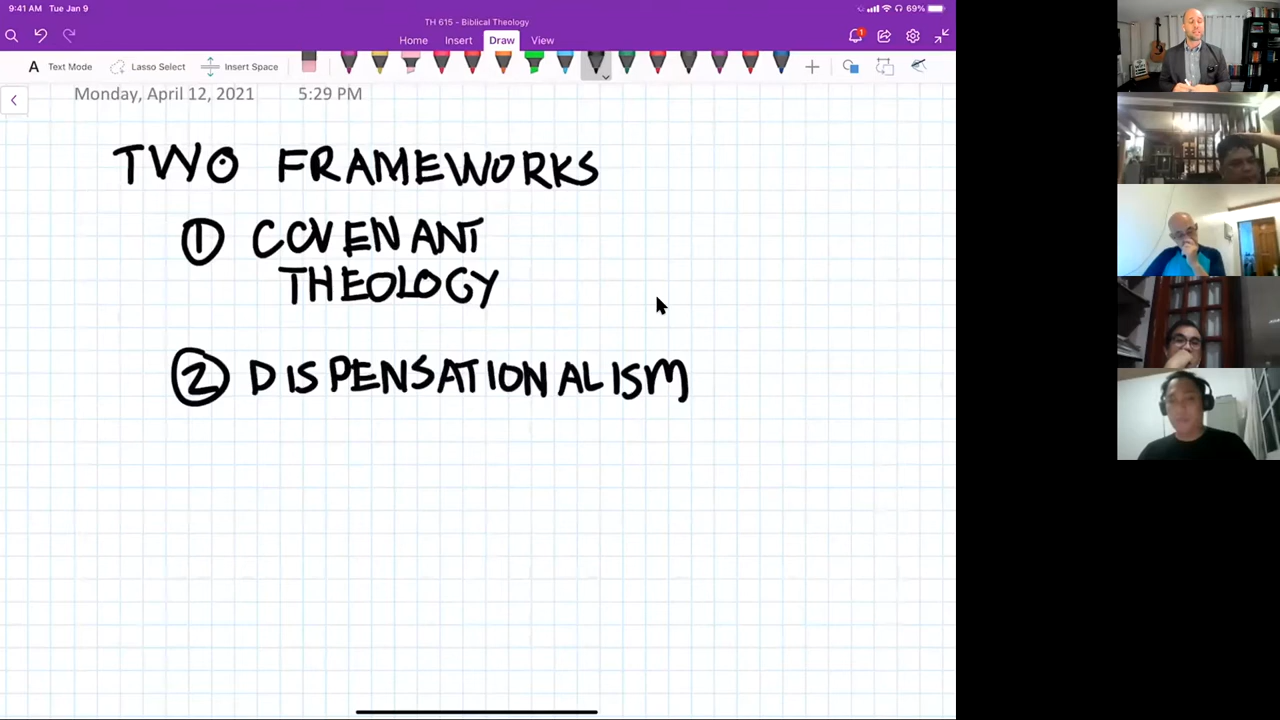 9:41 AM Tue Jan 9
69%
TH 615 - Biblical Theology
Home Insert Draw View
1
A Text Mode Lasso Select Insert Space
Monday, April 12, 2021 5:29 PM
TWO FRAMEWORKS
① COVENANT
THEOLOGY
② DISPENSATIONALISM